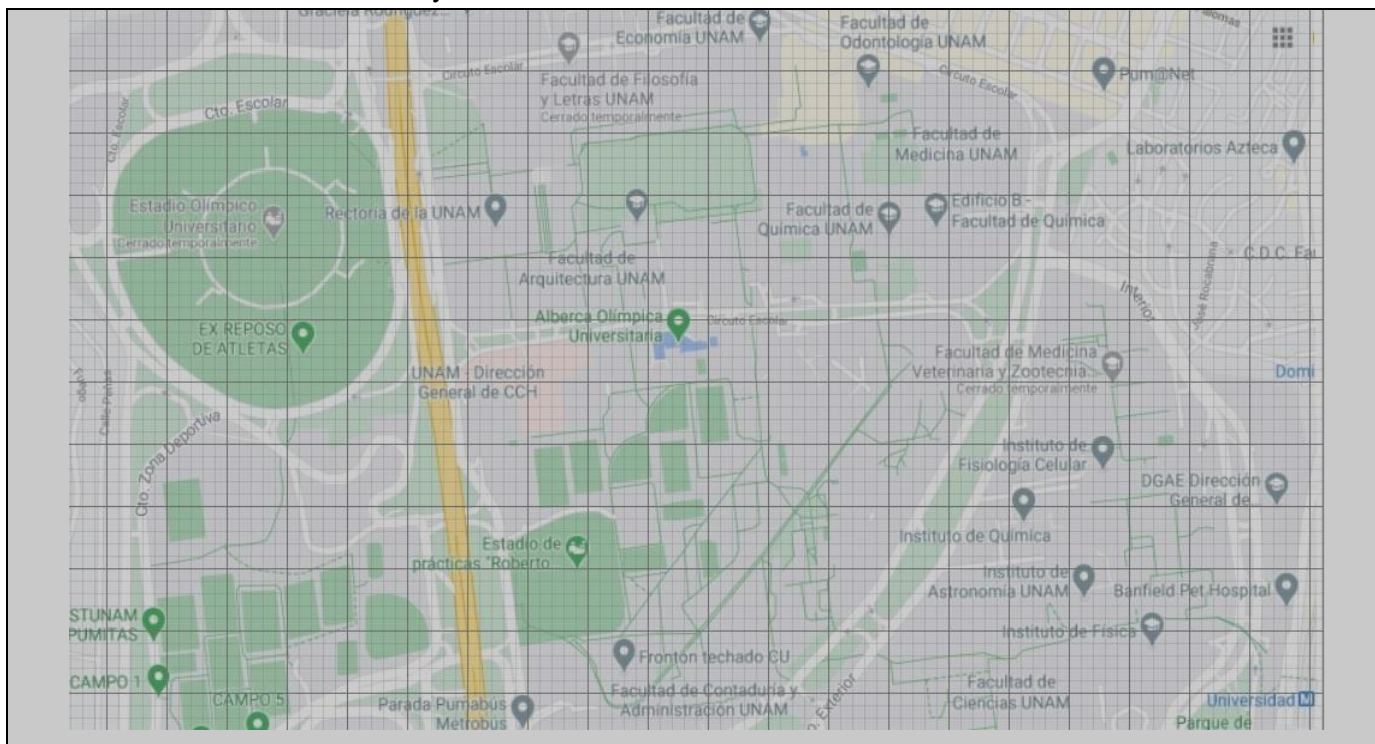 Facultad de
Economía UNAM
Facultad de
Odontología UNAM
Circuito Escolar
Circuito Escolar
Pum@Net
Facultad de Filosofía
y Letras UNAM
Cerrado temporalmente
Cto. Escolar
Cto. Escolar
Facultad de
Medicina UNAM
Laboratorios Azteca
Estadio Olímpico
Universitario
Cerrado temporalmente
Rectoría de la UNAM
Facultad de
Química UNAM
Edificio B -
Facultad de Química
Facultad de
Arquitectura UNAM
C.D.C.
Interior
José Rocabruna
EX REPOSO
DE ATLETAS
Alberca Olímpica
Universitaria
Circuito Escolar
Facultad de Medicina
Veterinaria y Zootecnia...
Cerrado temporalmente
UNAM - Dirección
General de CCH
Domi
Calle Peñas
Cto. Zona Deportiva
Instituto de
Fisiología Celular
DGAE Dirección
General de...
Instituto de Química
Estadio de
prácticas "Roberto...
Instituto de
Astronomía UNAM
Banfield Pet Hospital
STUNAM
PUMITAS
Instituto de Física
Frontón techado CU
CAMPO 1
CAMPO 5
Parada Pumabús
Metrobus
Facultad de Contaduría y
Administración UNAM
Exterior
Facultad de
Ciencias UNAM
Universidad
Parque de